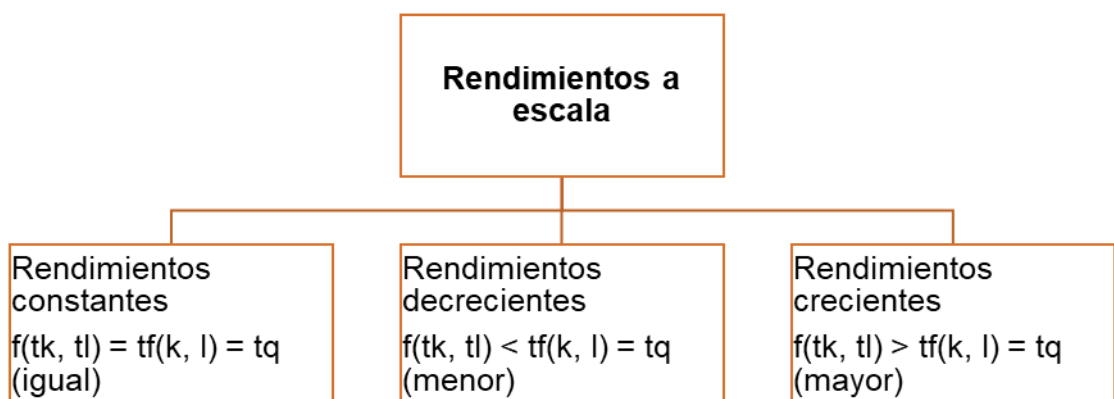 Rendimientos a
escala
Rendimientos
constantes
f(tk, tl) = tf(k, l) = tq
(igual)
Rendimientos
decrecientes
f(tk, tl) < tf(k, l) = tq
(menor)
Rendimientos
crecientes
f(tk, tl) > tf(k, l) = tq
(mayor)